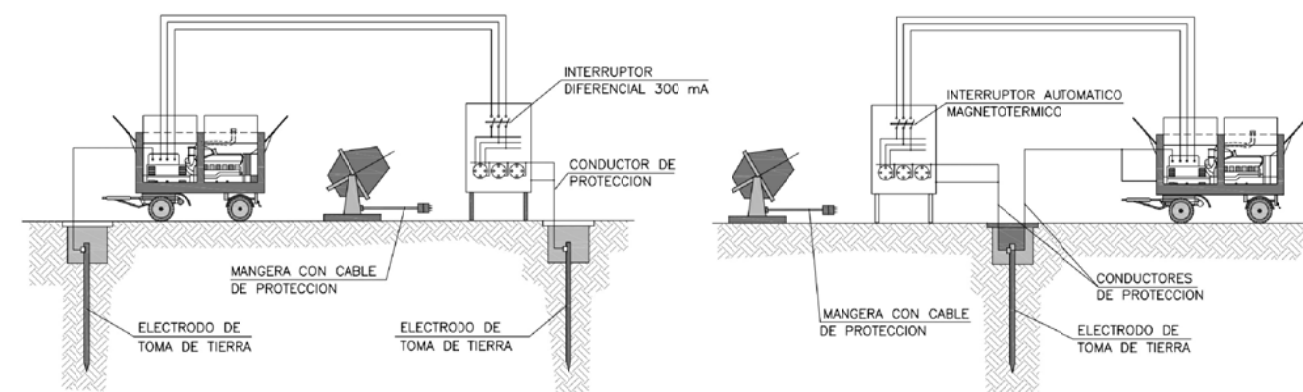 INTERRUPTOR
DIFERENCIAL 300 mA
CONDUCTOR DE
PROTECCION
MANGERA CON CABLE
DE PROTECCION
ELECTRODO DE
TOMA DE TIERRA
ELECTRODO DE
TOMA DE TIERRA
INTERRUPTOR AUTOMATICO
MAGNETOTERMICO
CONDUCTORES
DE PROTECCION
MANGERA CON CABLE
DE PROTECCION
ELECTRODO DE
TOMA DE TIERRA